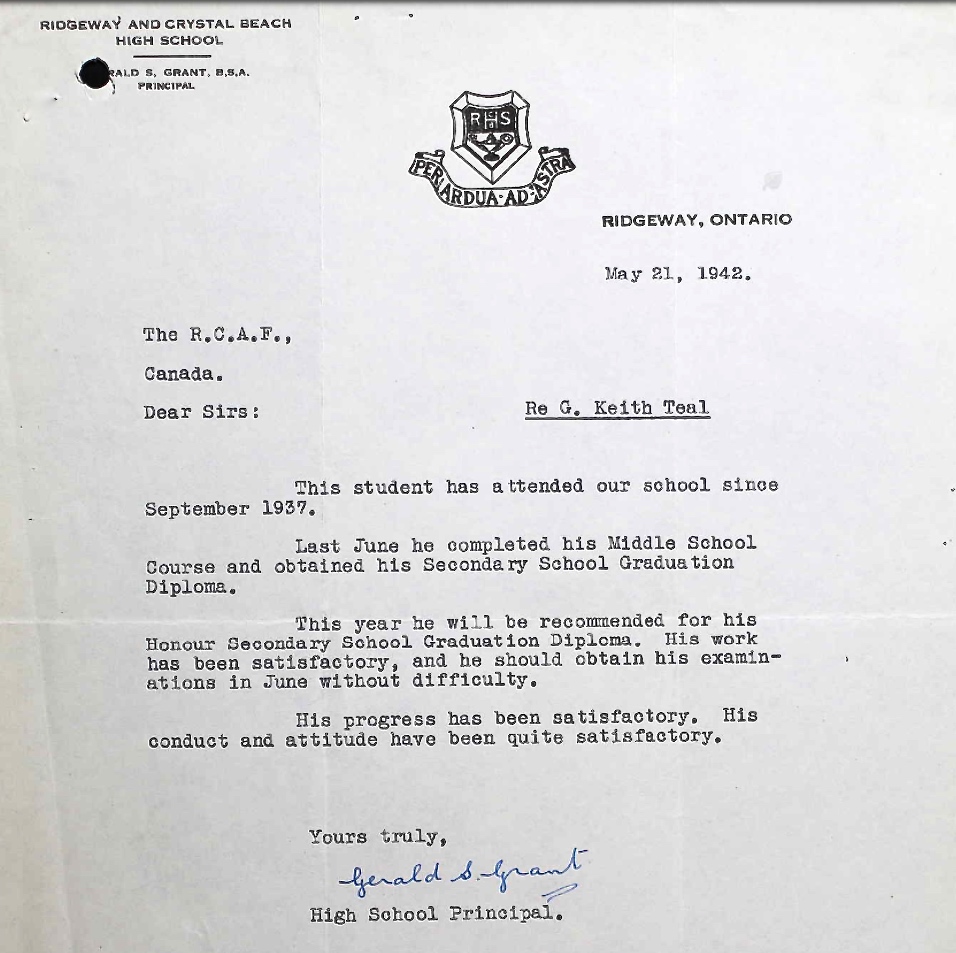 RIDGEWAY AND CRYSTAL BEACH
HIGH SCHOOL
RALD S, GRANT, B.S.A.
PRINCIPAL
R H S
PER·ARDUA·AD·ASTRA
RIDGEWAY, ONTARIO
May 21, 1942.
The R.C.A.F.,
Canada.
Dear Sirs:
Re G. Keith Teal
This student has attended our school since
September 1937.
Last June he completed his Middle School
Course and obtained his Secondary School Graduation
Diploma.
This year he will be recommended for his
Honour Secondary School Graduation Diploma. His work
has been satisfactory, and he should obtain his examin-
ations in June without difficulty.
His progress has been satisfactory. His
conduct and attitude have been quite satisfactory.
Yours truly,
Gerald S. Grant
High School Principal.